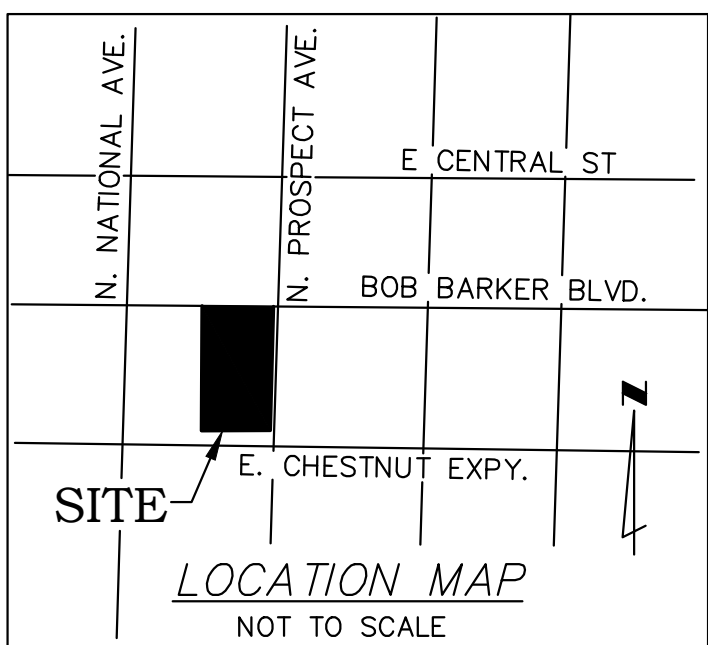 N. NATIONAL AVE.
N. PROSPECT AVE.
E CENTRAL ST
BOB BARKER BLVD.
E. CHESTNUT EXPY.
SITE
N
LOCATION MAP
NOT TO SCALE